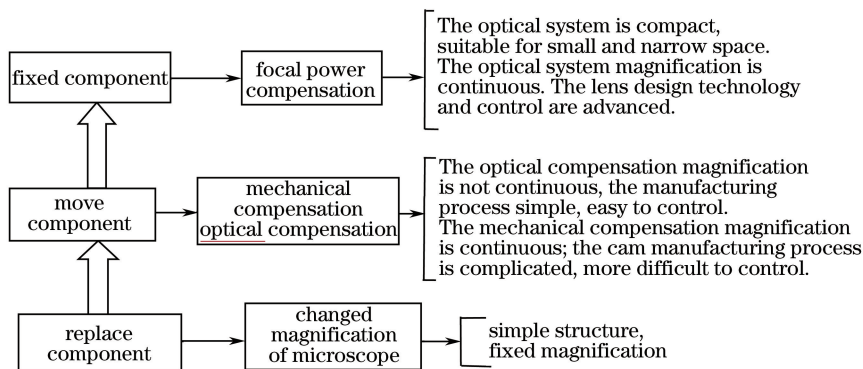 fixed component
focal power
compensation
The optical system is compact,
suitable for small and narrow space.
The optical system magnification is
continuous. The lens design technology
and control are advanced.
move
component
mechanical
compensation
optical compensation
The optical compensation magnification
is not continuous, the manufacturing
process simple, easy to control.
The mechanical compensation magnification
is continuous; the cam manufacturing process
is complicated, more difficult to control.
replace
component
changed
magnification
of microscope
simple structure,
fixed magnification